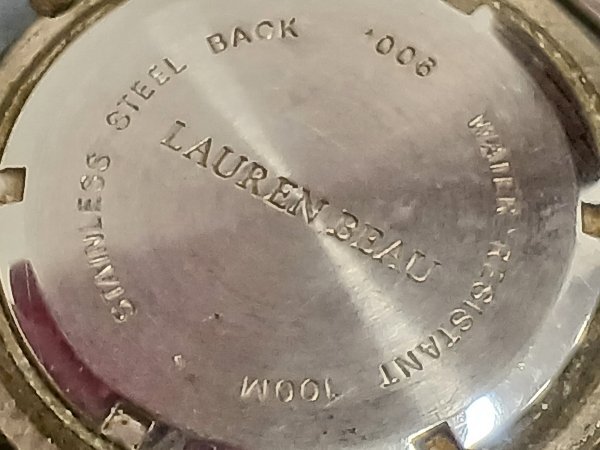 STAINLESS STEEL BACK
006
WATER RESISTANT
100M
LAUREN BEAU